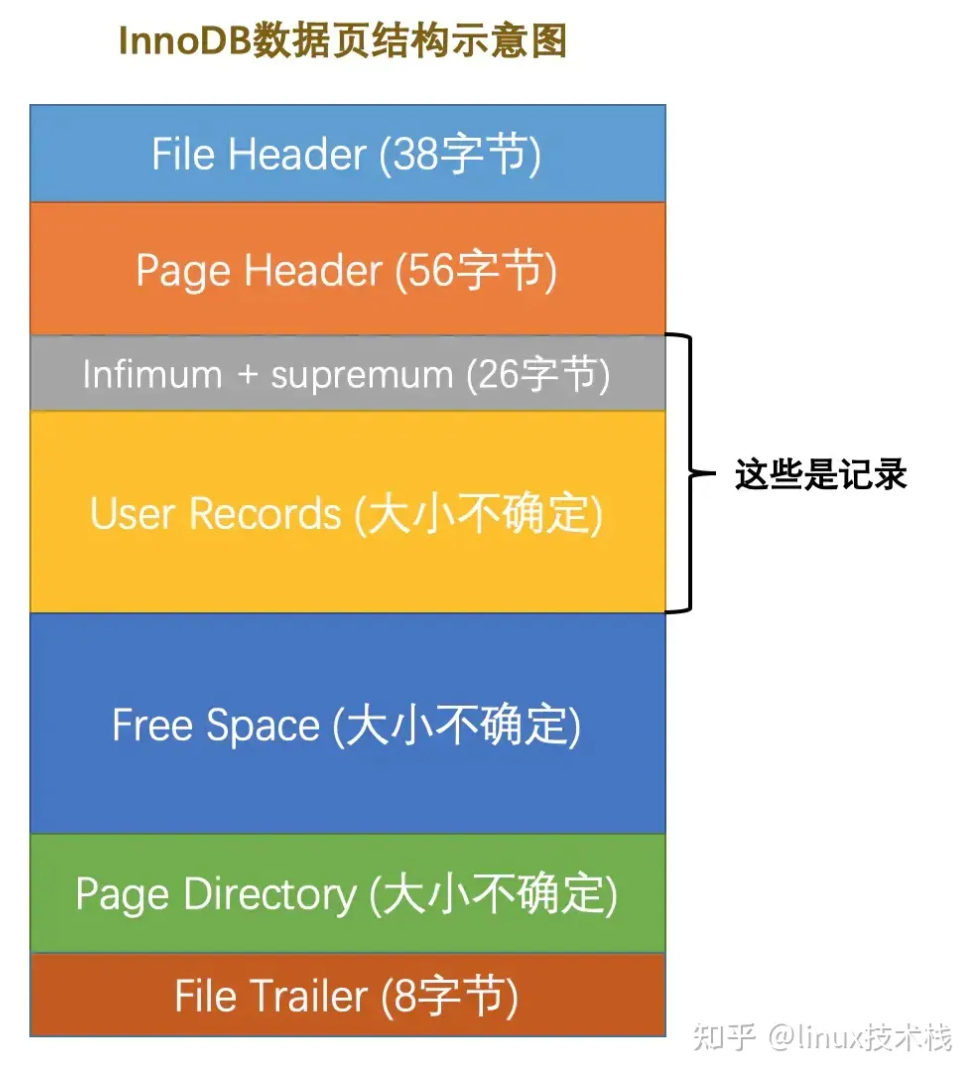 InnoDB数据页结构示意图
File Header (38字节)
Page Header (56字节)
Infimum + supremum (26字节)
User Records (大小不确定)
这些是记录
Free Space (大小不确定)
Page Directory (大小不确定)
File Trailer (8字节)
知乎 @linux技术栈